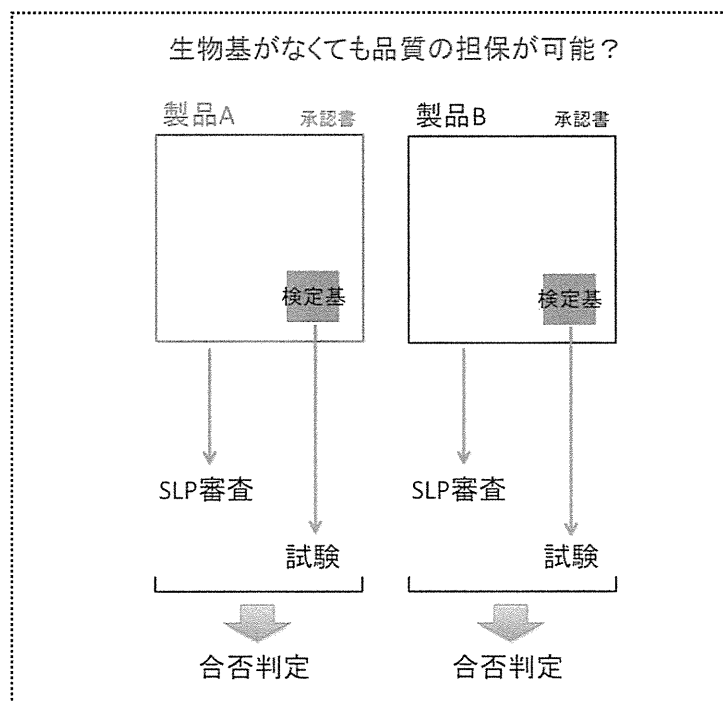 生物基がなくても品質の担保が可能？
製品A 承認書
検定基
SLP審査
試験
合否判定
製品B 承認書
検定基
SLP審査
試験
合否判定